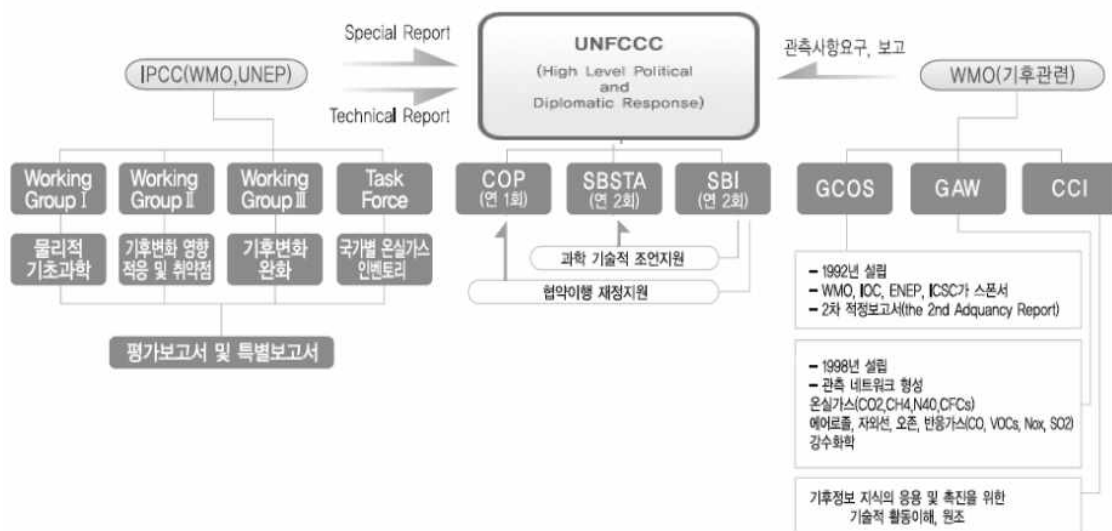 Special Report
IPCC(WMO,UNEP)
Technical Report
UNFCCC
(High Level Political
and
Diplomatic Response)
관측사항요구, 보고
WMO(기후관련)
Working
Group Ⅰ
Working
Group Ⅱ
Working
Group Ⅲ
Task
Force
COP
(연 1회)
SBSTA
(연 2회)
SBI
(연 2회)
GCOS
GAW
CCI
물리적
기초과학
기후변화 영향
적응 및 취약점
기후변화
완화
국가별 온실가스
인벤토리
과학 기술적 조언지원
협약이행 재정지원
평가보고서 및 특별보고서
– 1992년 설립
– WMO, IOC, ENEP, ICSC가 스폰서
– 2차 적정보고서(the 2nd Adquancy Report)
– 1998년 설립
– 관측 네트워크 형성
온실가스(CO2,CH4,N40,CFCs)
에어로졸, 자외선, 오존, 반응가스(CO, VOCs, Nox, SO2)
강수화학
기후정보 지식의 응용 및 촉진을 위한
기술적 활동이해, 원조